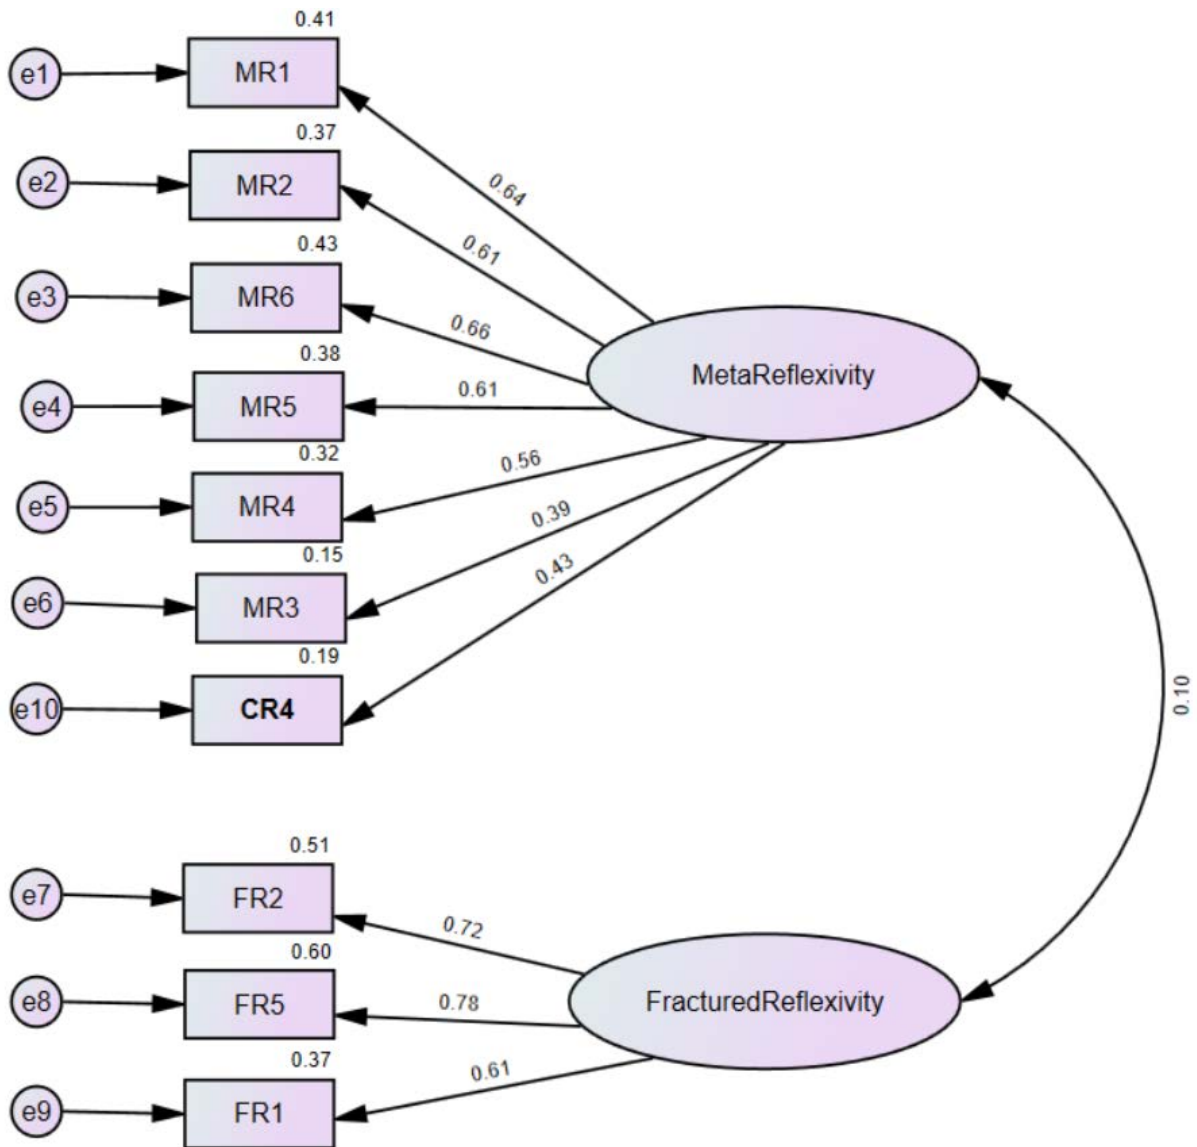 0.41
e1
MR1
0.64
0.37
e2
MR2
0.61
0.43
e3
MR6
0.66
0.38
e4
MR5
0.61
MetaReflexivity
0.32
e5
MR4
0.56
0.15
e6
MR3
0.39
0.19
e10
CR4
0.43
0.10
0.51
e7
FR2
0.72
0.60
e8
FR5
0.78
FracturedReflexivity
0.37
e9
FR1
0.61